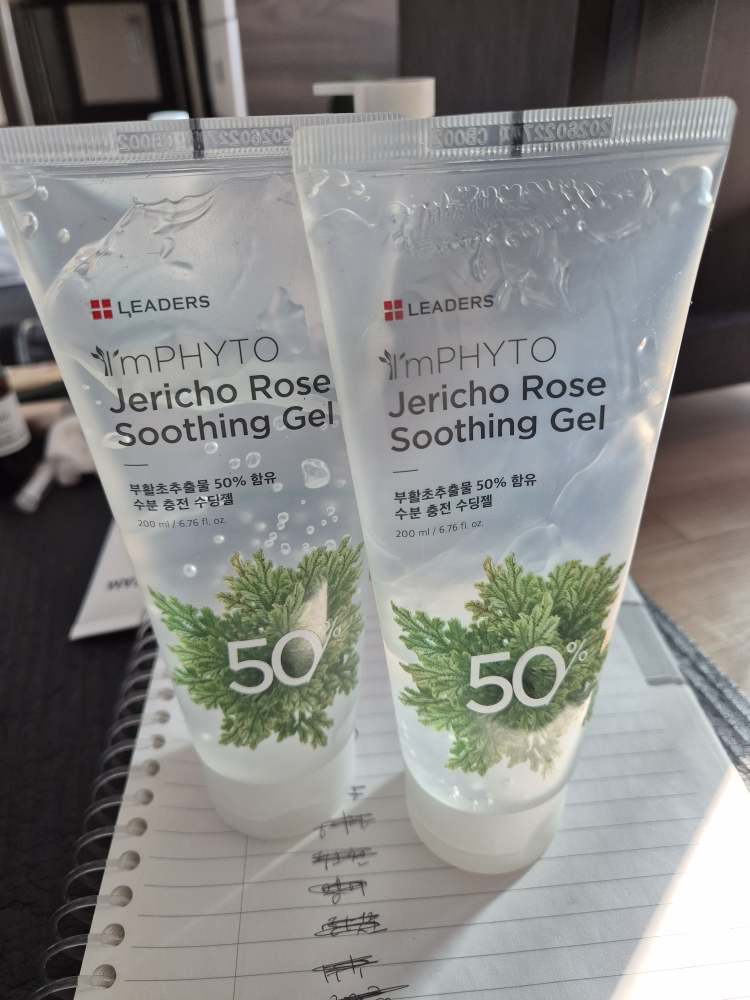 LEADERS
I'mPHYTO
Jericho Rose
Soothing Gel
부활초추출물 50% 함유
수분 충전 수딩젤
200 ml / 6.76 fl. oz.
50%
LEADERS
I'mPHYTO
Jericho Rose
Soothing Gel
부활초추출물 50% 함유
수분 충전 수딩젤
200 ml / 6.76 fl. oz.
50%